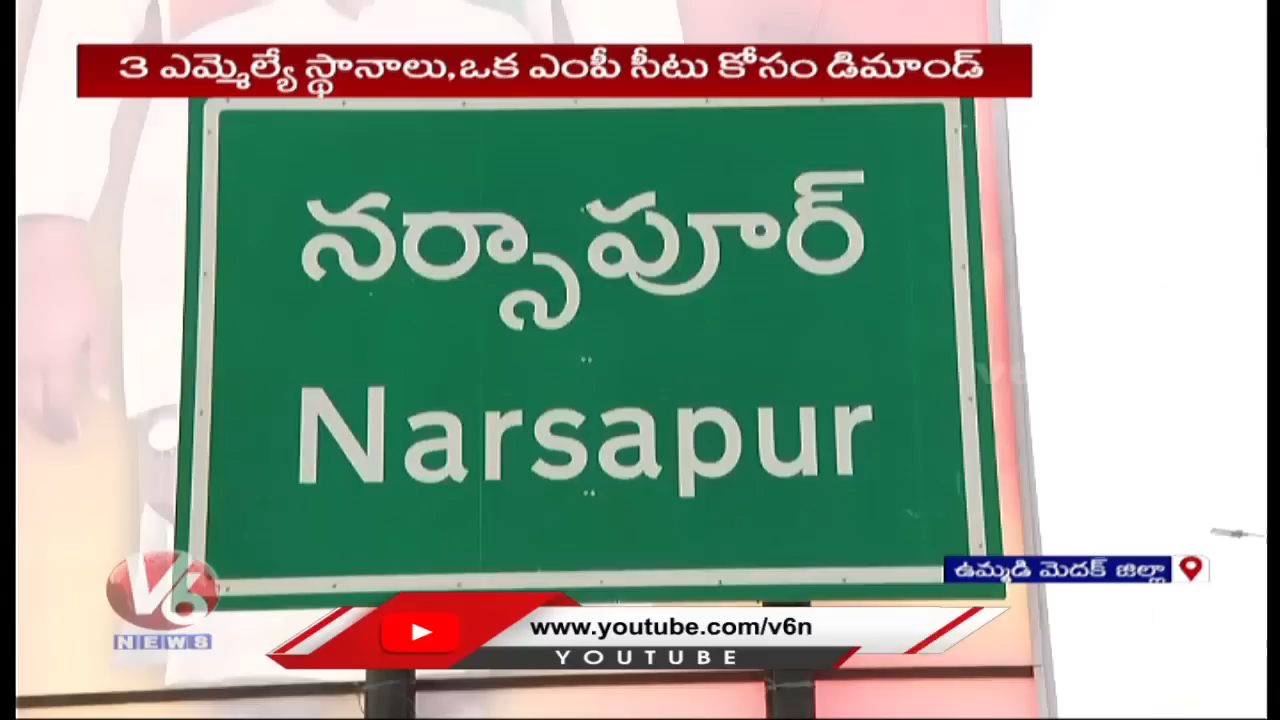 3 ఎమ్మెల్యే స్థానాలు,ఒక ఎంపీ సీటు కోసం డిమాండ్
నర్సాపూర్
Narsapur
ఉమ్మడి మెదక్ జిల్లా
V6
NEWS
www.youtube.com/v6n
YOUTUBE